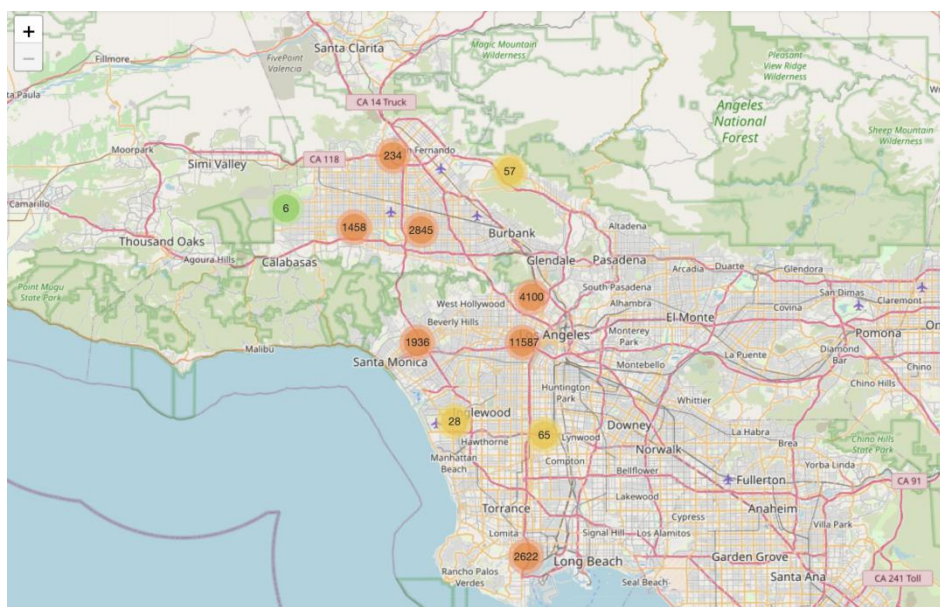 +
−
Santa Clarita
Magic Mountain
Wilderness
Pleasant
View Ridge
Wilderness
Fillmore
FivePoint
Valencia
CA 14 Truck
Angeles
National
Forest
Sheep Mountain
Wilderness
Moorpark
Simi Valley
CA 118
234
Fernando
57
6
Camarillo
Thousand Oaks
1458
2845
Burbank
Altadena
Agoura Hills
Calabasas
Glendale
Pasadena
Arcadia
Duarte
Glendora
Point Mugu
State Park
4100
South Pasadena
San Dimas
Claremont
West Hollywood
Alhambra
Covina
El Monte
Beverly Hills
Malibu
1936
11587
Angeles
Monterey
Park
Pomona
Santa Monica
Montebello
La Puente
Diamond
Bar
Chino
Huntington
Park
Whittier
Chino Hills
28
65
Hawthorne
Lynwood
Downey
La Habra
Brea
Chino Hills
State Park
Manhattan
Beach
Compton
Norwalk
Yorba Linda
Bellflower
Fullerton
CA 91
Torrance
Lakewood
Anaheim
Cypress
Villa Park
Lomita
Signal Hill
Los Alamitos
2622
Long Beach
Garden Grove
Rancho Palos
Verdes
Seal Beach
Santa Ana
CA 241 Toll